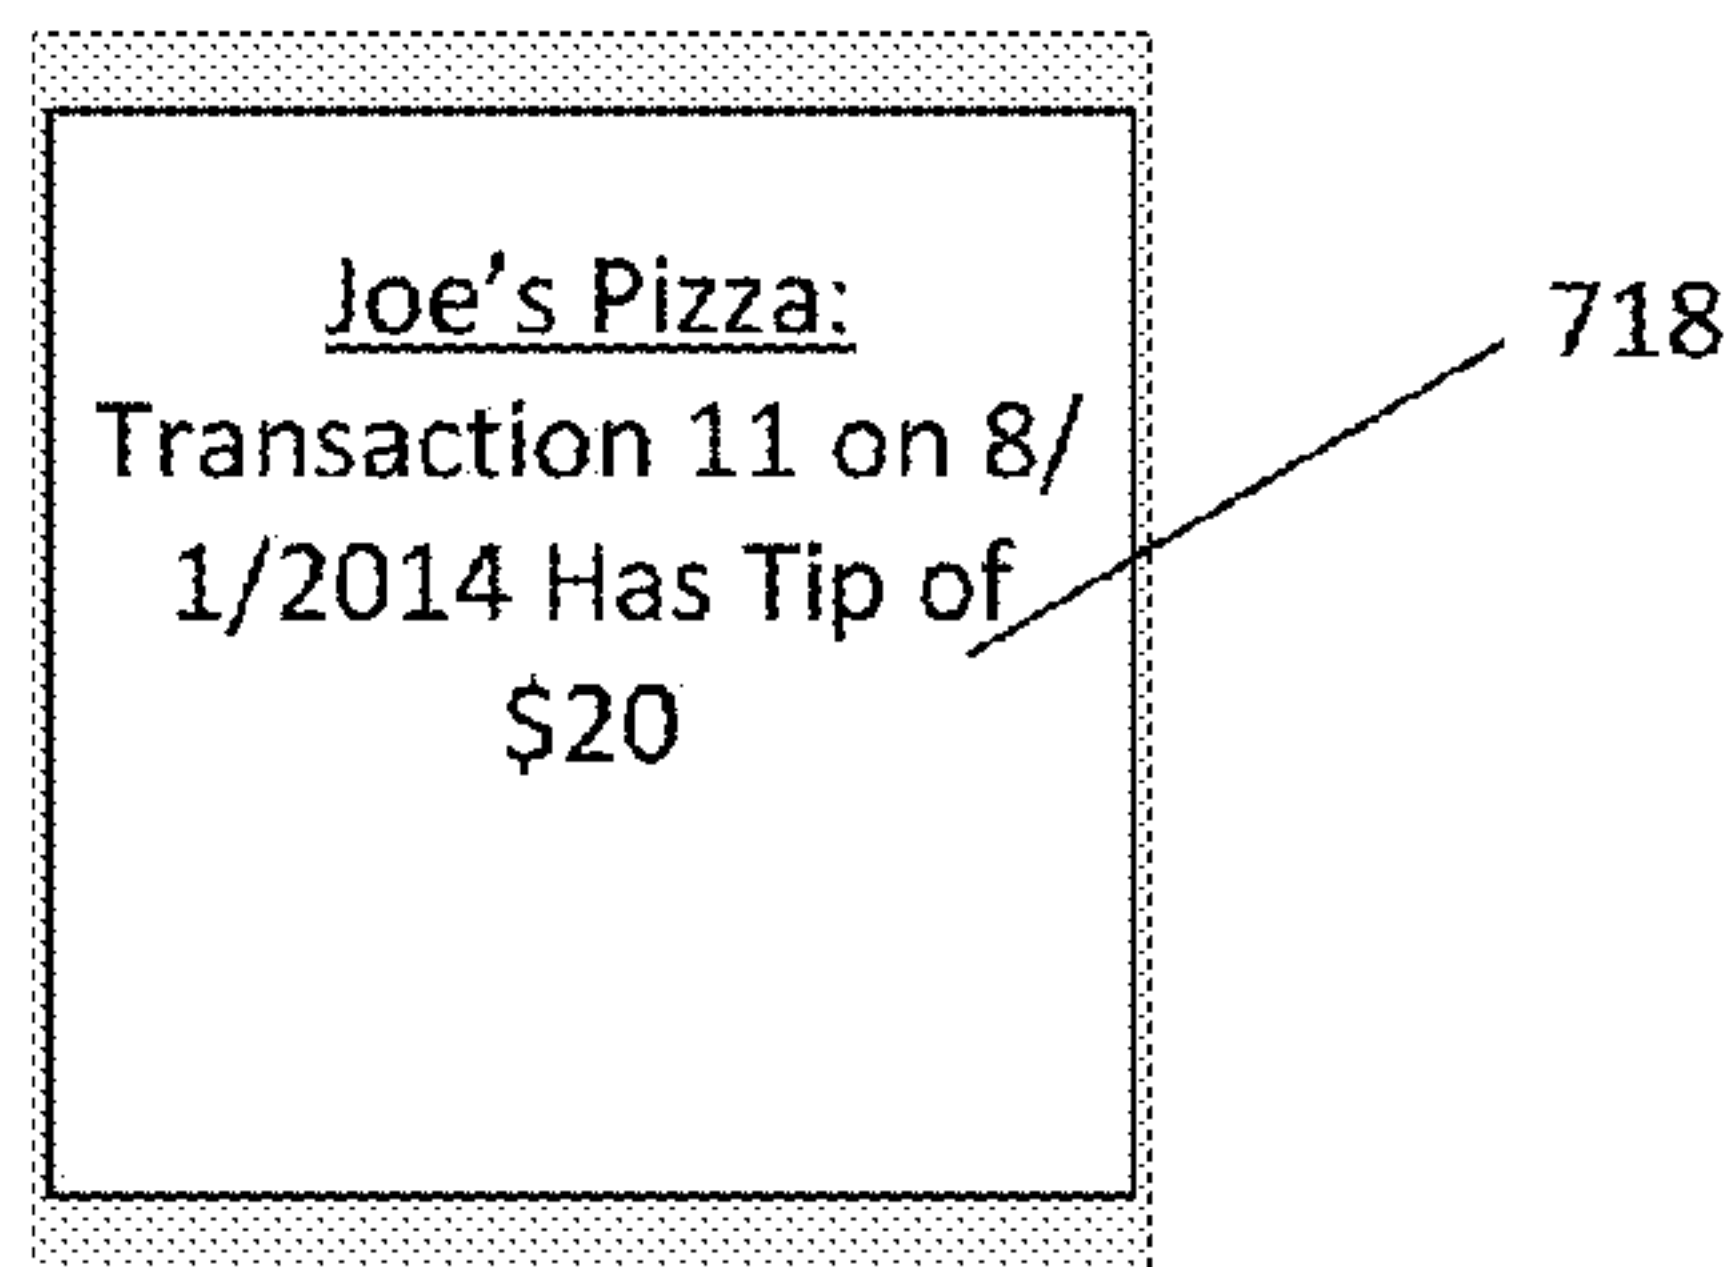 Joe's Pizza:
Transaction 11 on 8/
1/2014 Has Tip of
$20
718